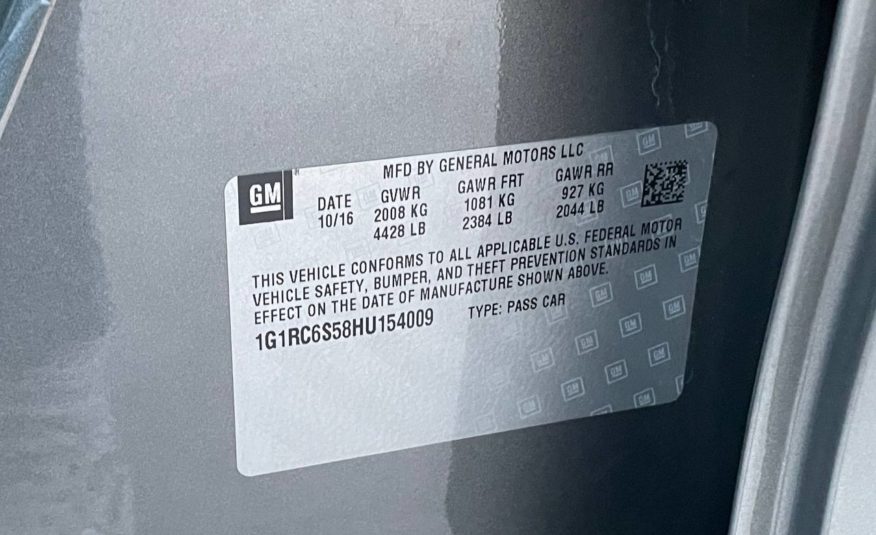 GM
MFD BY GENERAL MOTORS LLC
DATE GVWR GAWR FRT GAWR RR
10/16 2008 KG 1081 KG 927 KG
4428 LB 2384 LB 2044 LB
THIS VEHICLE CONFORMS TO ALL APPLICABLE U.S. FEDERAL MOTOR
VEHICLE SAFETY, BUMPER, AND THEFT PREVENTION STANDARDS IN
EFFECT ON THE DATE OF MANUFACTURE SHOWN ABOVE.
1G1RC6S58HU154009 TYPE: PASS CAR